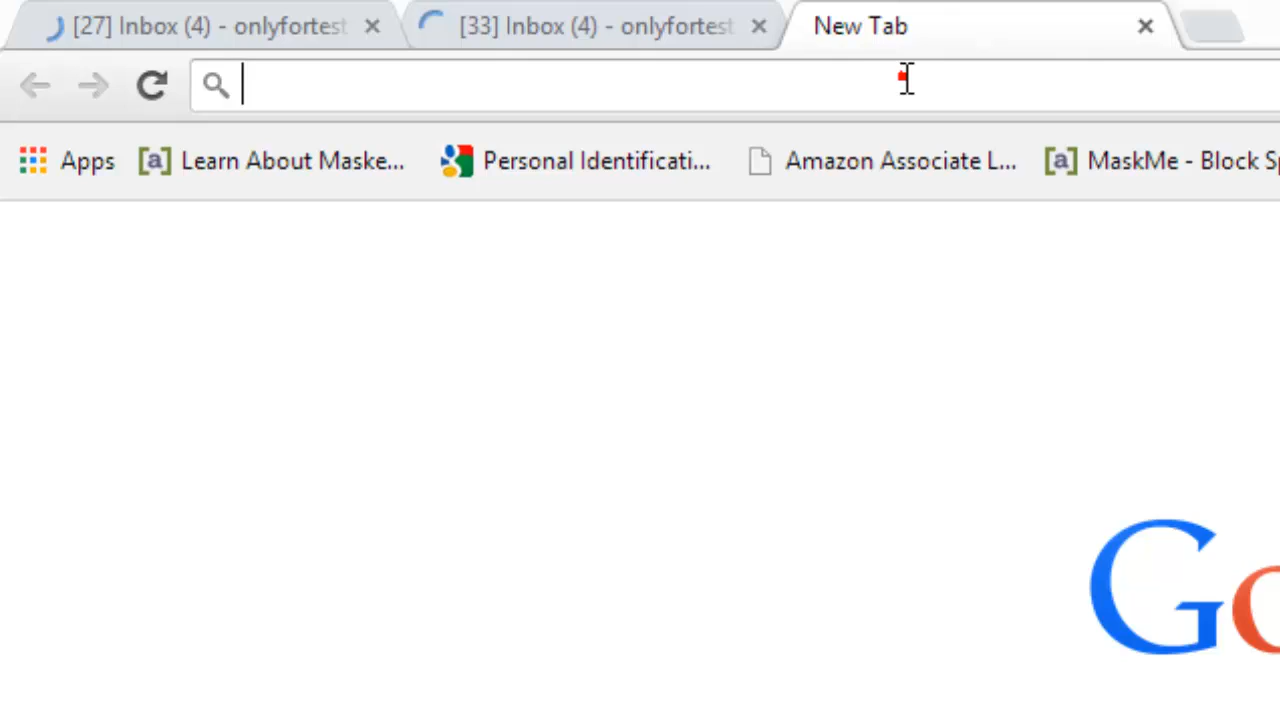 [27] Inbox (4) - onlyfortest
[33] Inbox (4) - onlyfortest
New Tab
Apps
[a] Learn About Maske...
Personal Identificati...
Amazon Associate L...
[a] MaskMe - Block Sp
Go